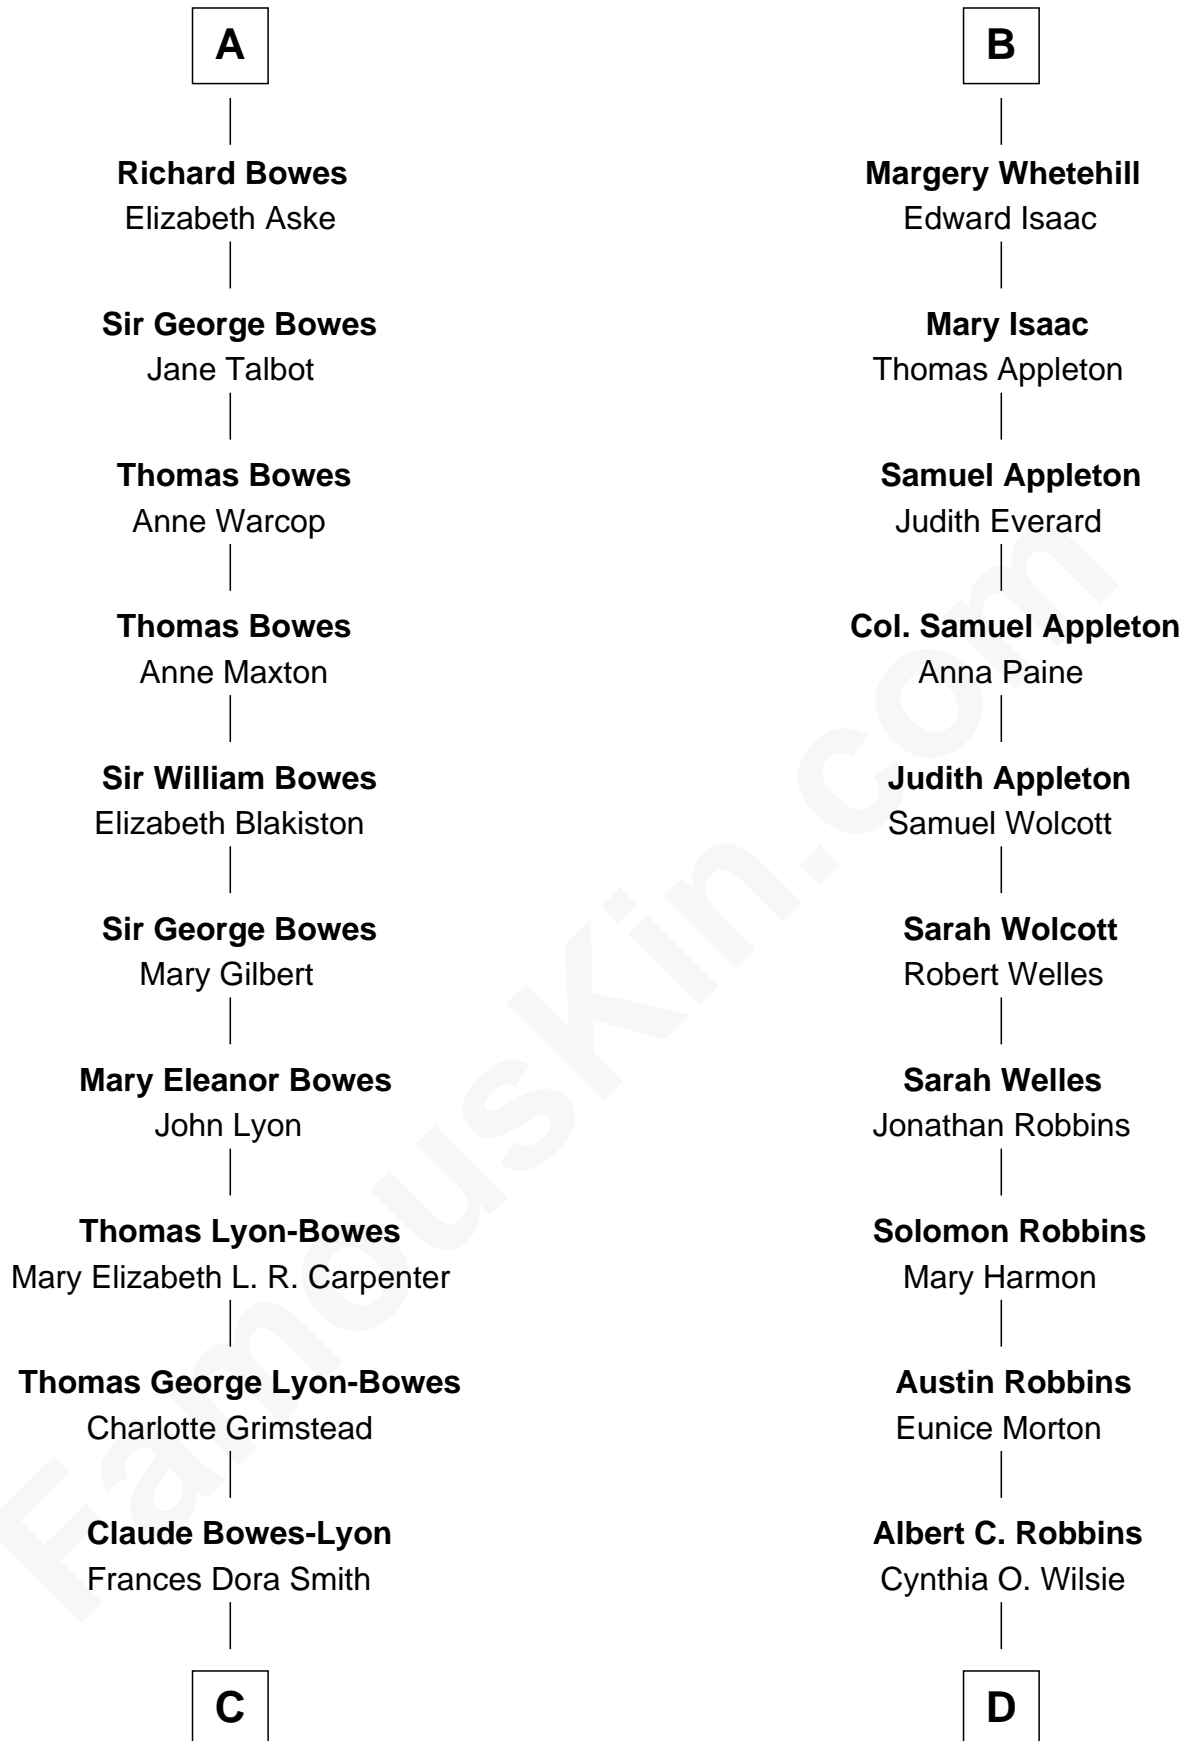 A
Richard Bowes
Elizabeth Aske
Sir George Bowes
Jane Talbot
Thomas Bowes
Anne Warcop
Thomas Bowes
Anne Maxton
Sir William Bowes
Elizabeth Blakiston
Sir George Bowes
Mary Gilbert
Mary Eleanor Bowes
John Lyon
Thomas Lyon-Bowes
Mary Elizabeth L. R. Carpenter
Thomas George Lyon-Bowes
Charlotte Grimstead
Claude Bowes-Lyon
Frances Dora Smith
C
B
Margery Whetehill
Edward Isaac
Mary Isaac
Thomas Appleton
Samuel Appleton
Judith Everard
Col. Samuel Appleton
Anna Paine
Judith Appleton
Samuel Wolcott
Sarah Wolcott
Robert Welles
Sarah Welles
Jonathan Robbins
Solomon Robbins
Mary Harmon
Austin Robbins
Eunice Morton
Albert C. Robbins
Cynthia O. Wilsie
D
FamousKin.com